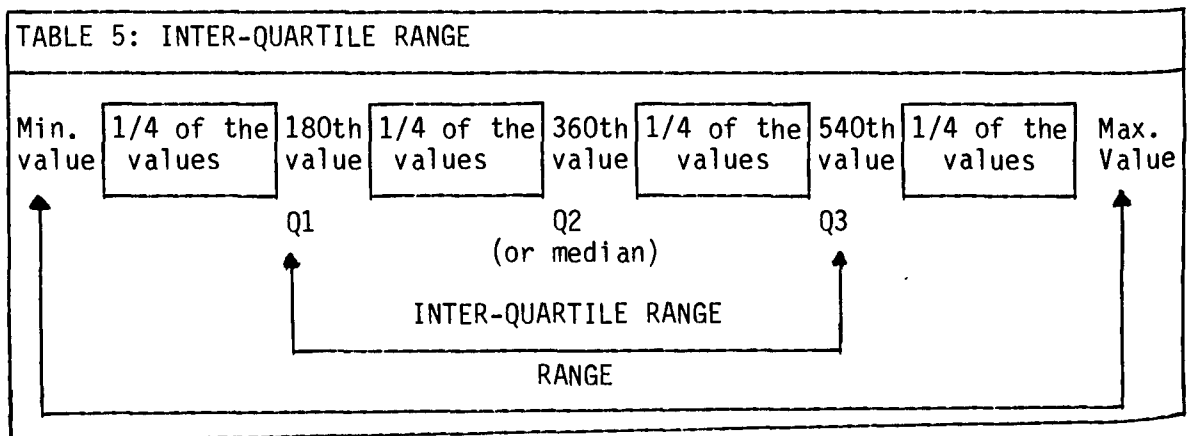 TABLE 5: INTER-QUARTILE RANGE
Min. 1/4 of the 180th 1/4 of the 360th 1/4 of the 540th 1/4 of the Max.
value values value values value values value values Value
Q1 Q2 Q3
(or median)
INTER-QUARTILE RANGE
RANGE